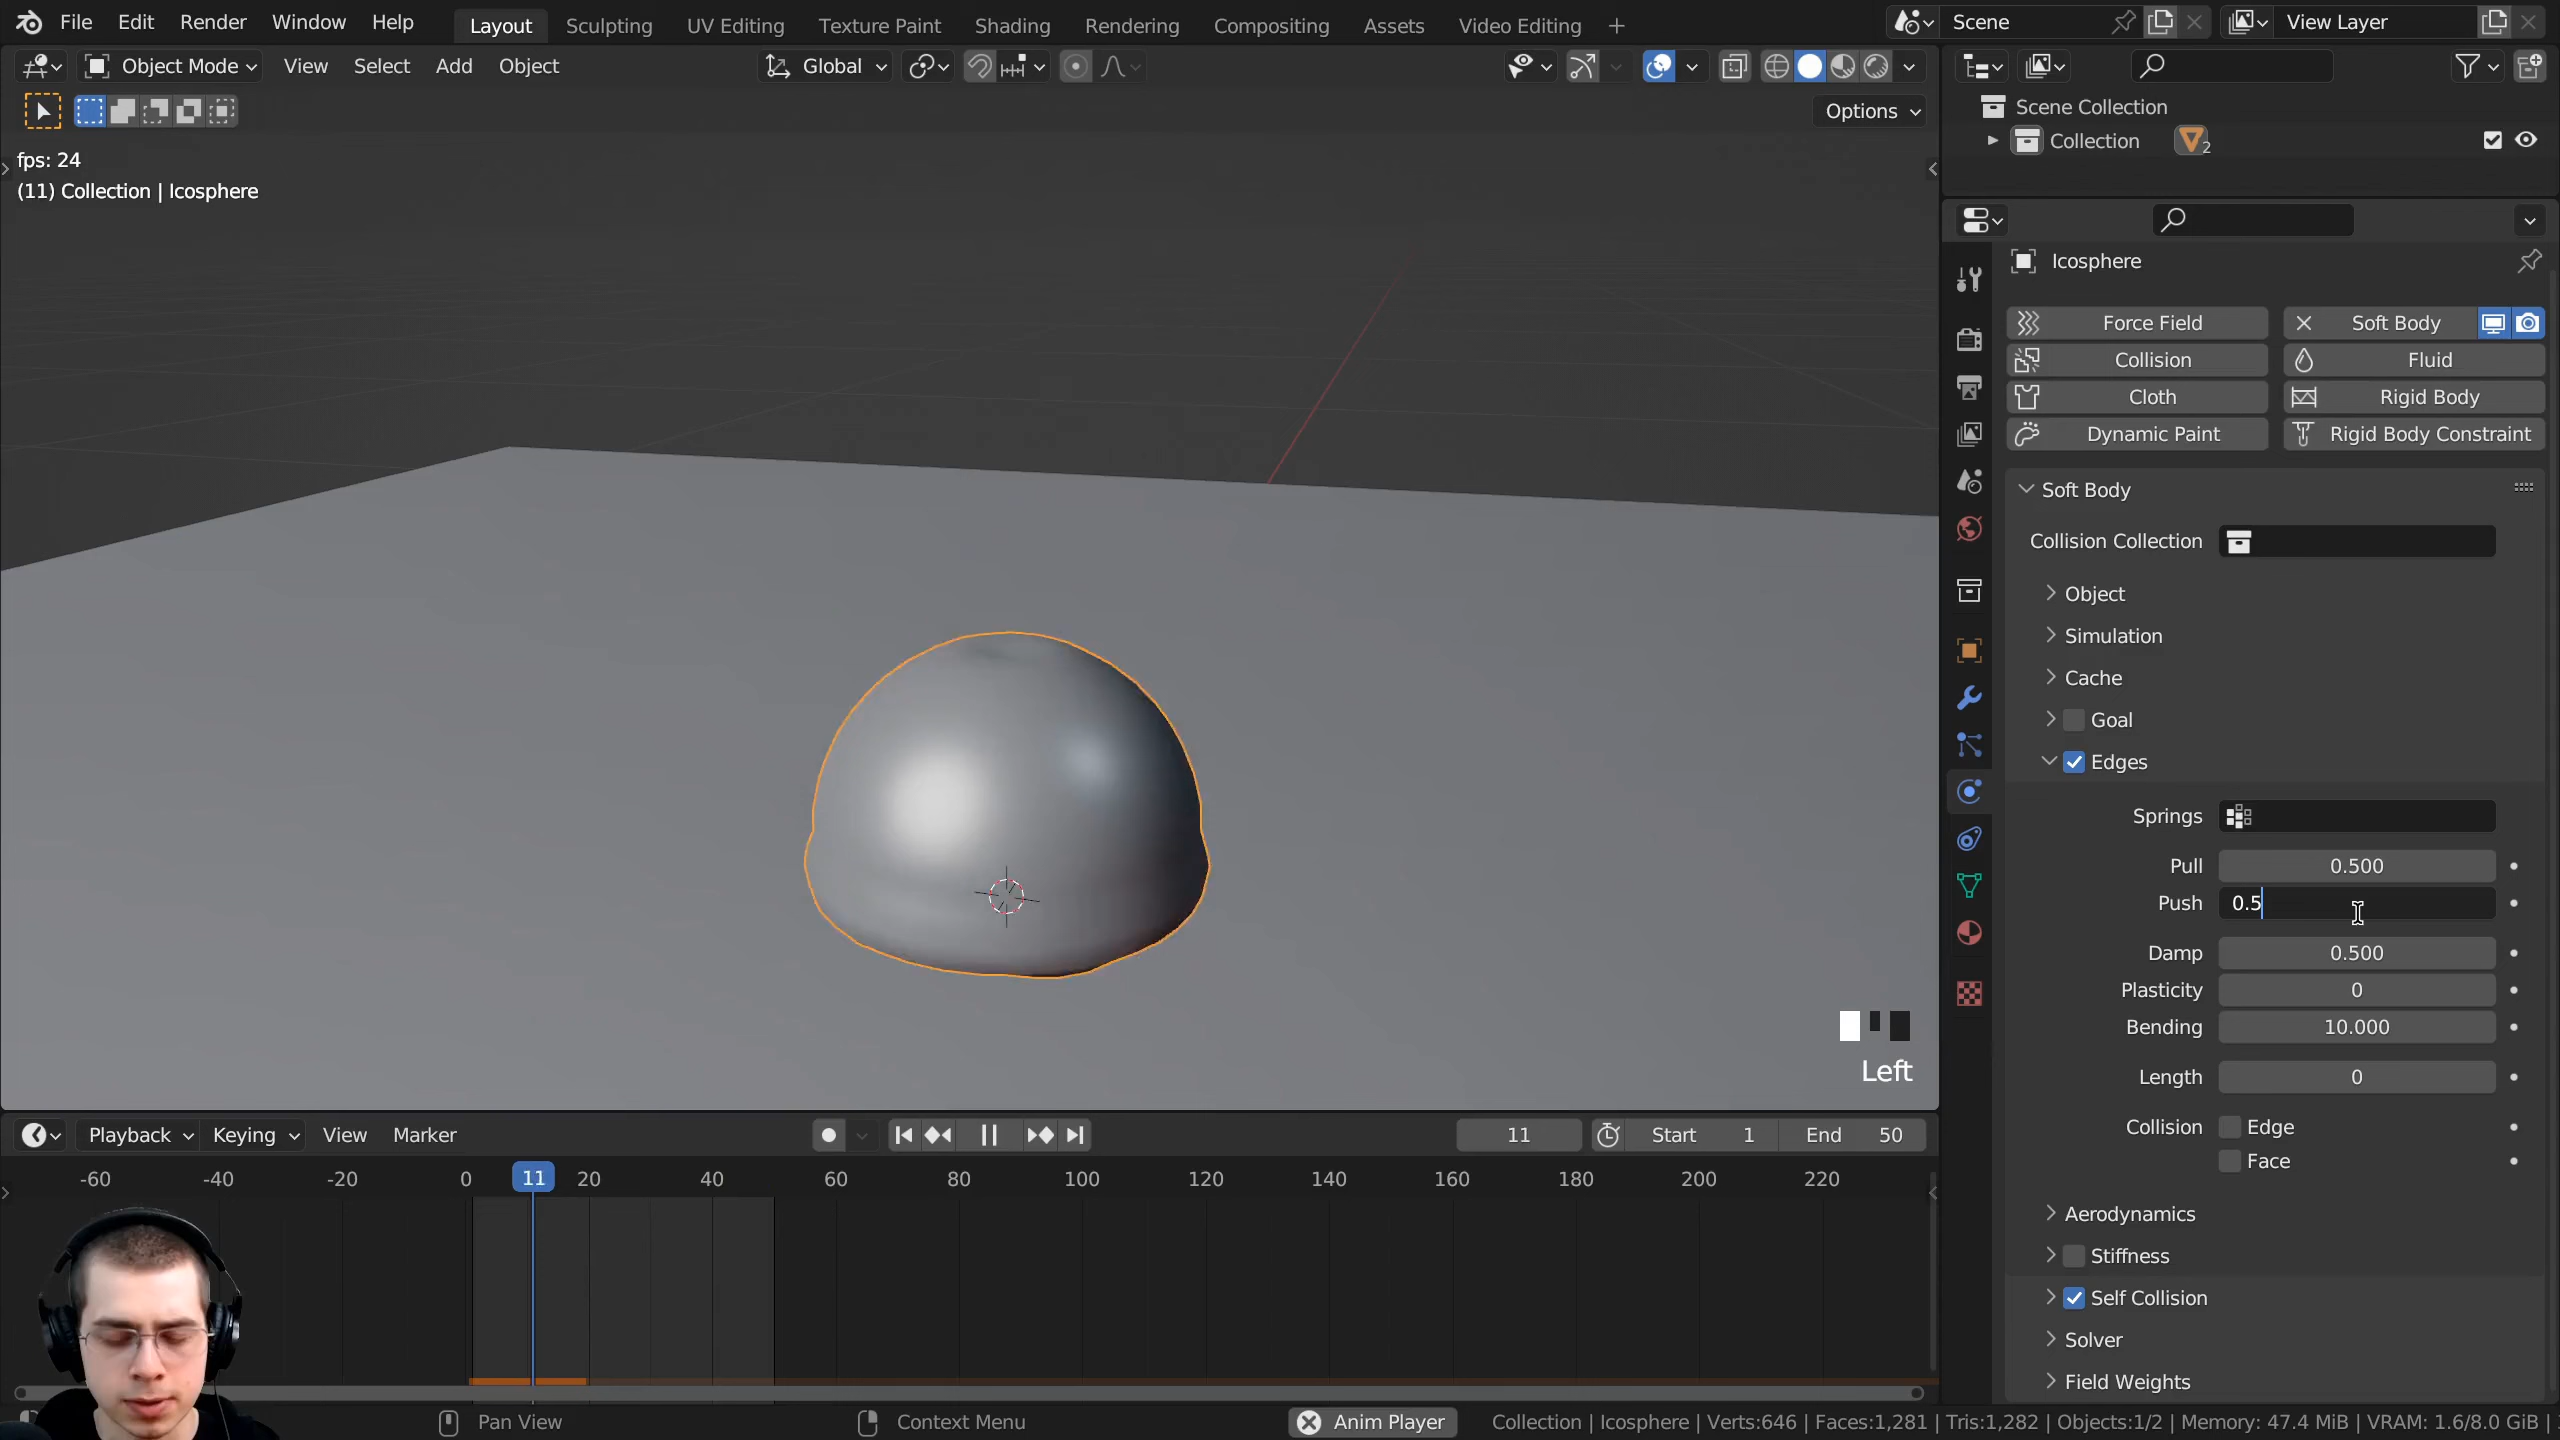 File Edit Render Window Help Layout Sculpting UV Editing Texture Paint Shading Rendering Compositing Assets Video Editing + Scene View Layer
Object Mode View Select Add Object Global
Options
fps: 24
(11) Collection | Icosphere
Scene Collection
Collection 2
Icosphere
Force Field Soft Body
Collision Fluid
Cloth Rigid Body
Dynamic Paint Rigid Body Constraint
Soft Body
Collision Collection
Object
Simulation
Cache
Goal
Edges
Springs
Pull 0.500
Push 0.5
Damp 0.500
Plasticity 0
Bending 10.000
Length 0
Collision Edge
Face
Aerodynamics
Stiffness
Self Collision
Solver
Field Weights
Left
Playback Keying View Marker 11 Start 1 End 50
-60 -40 -20 0 11 20 40 60 80 100 120 140 160 180 200 220
Pan View Context Menu Anim Player Collection | Icosphere | Verts:646 | Faces:1,281 | Tris:1,282 | Objects:1/2 | Memory: 47.4 MiB | VRAM: 1.6/8.0 GiB |